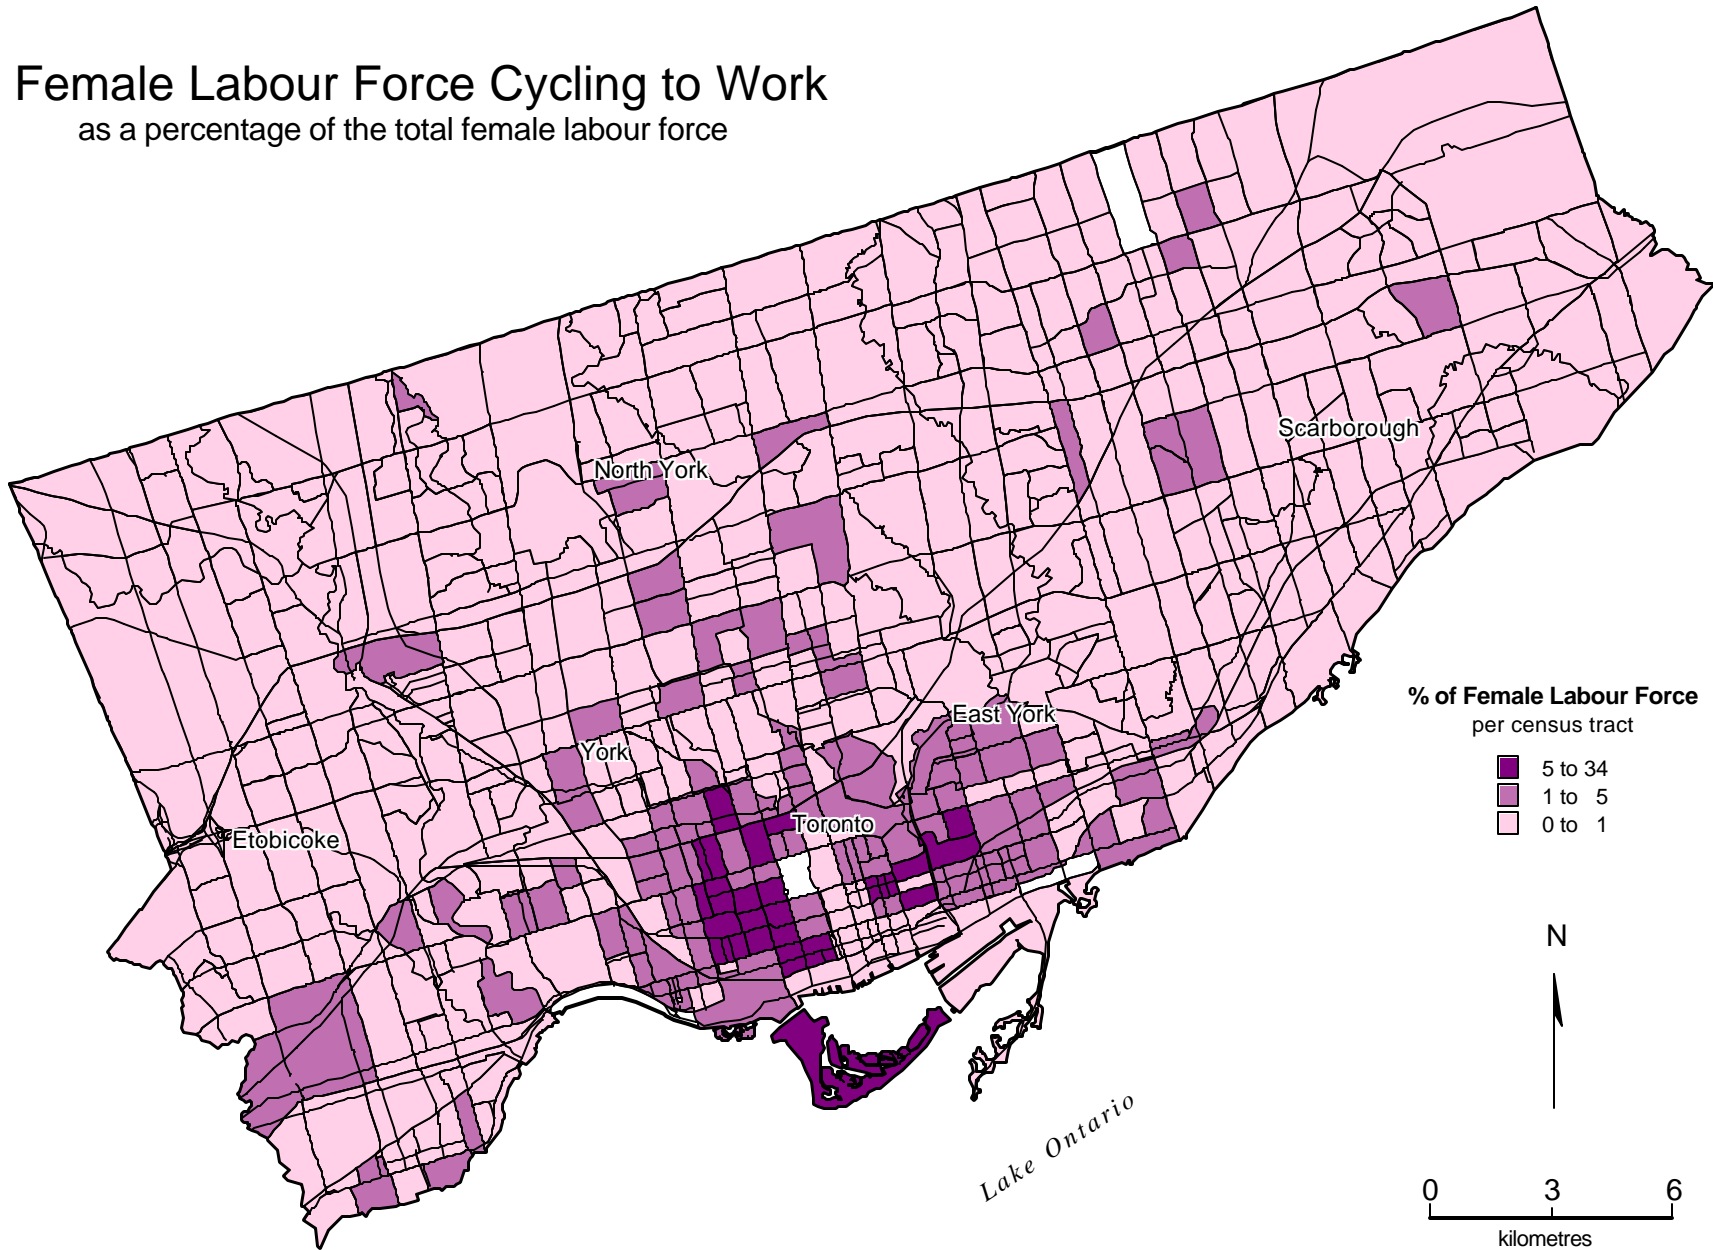 Female Labour Force Cycling to Work
as a percentage of the total female labour force
Scarborough
North York
East York
York
Toronto
Etobicoke
% of Female Labour Force
per census tract
5 to 34
1 to 5
0 to 1
N
Lake Ontario
0 3 6
kilometres